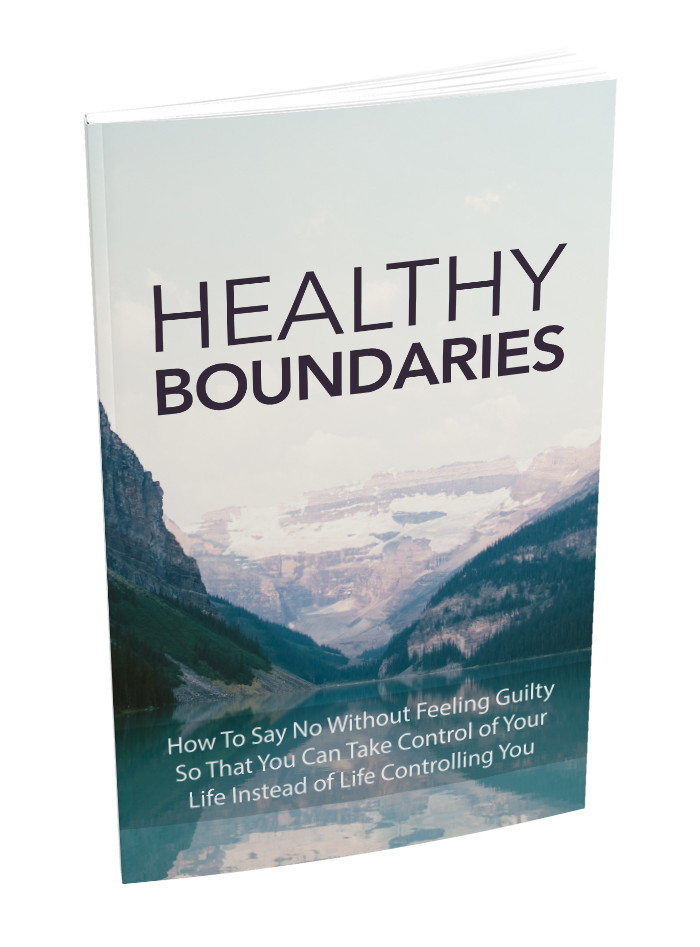 HEALTHY
BOUNDARIES
How To Say No Without Feeling Guilty
So That You Can Take Control of Your
Life Instead of Life Controlling You